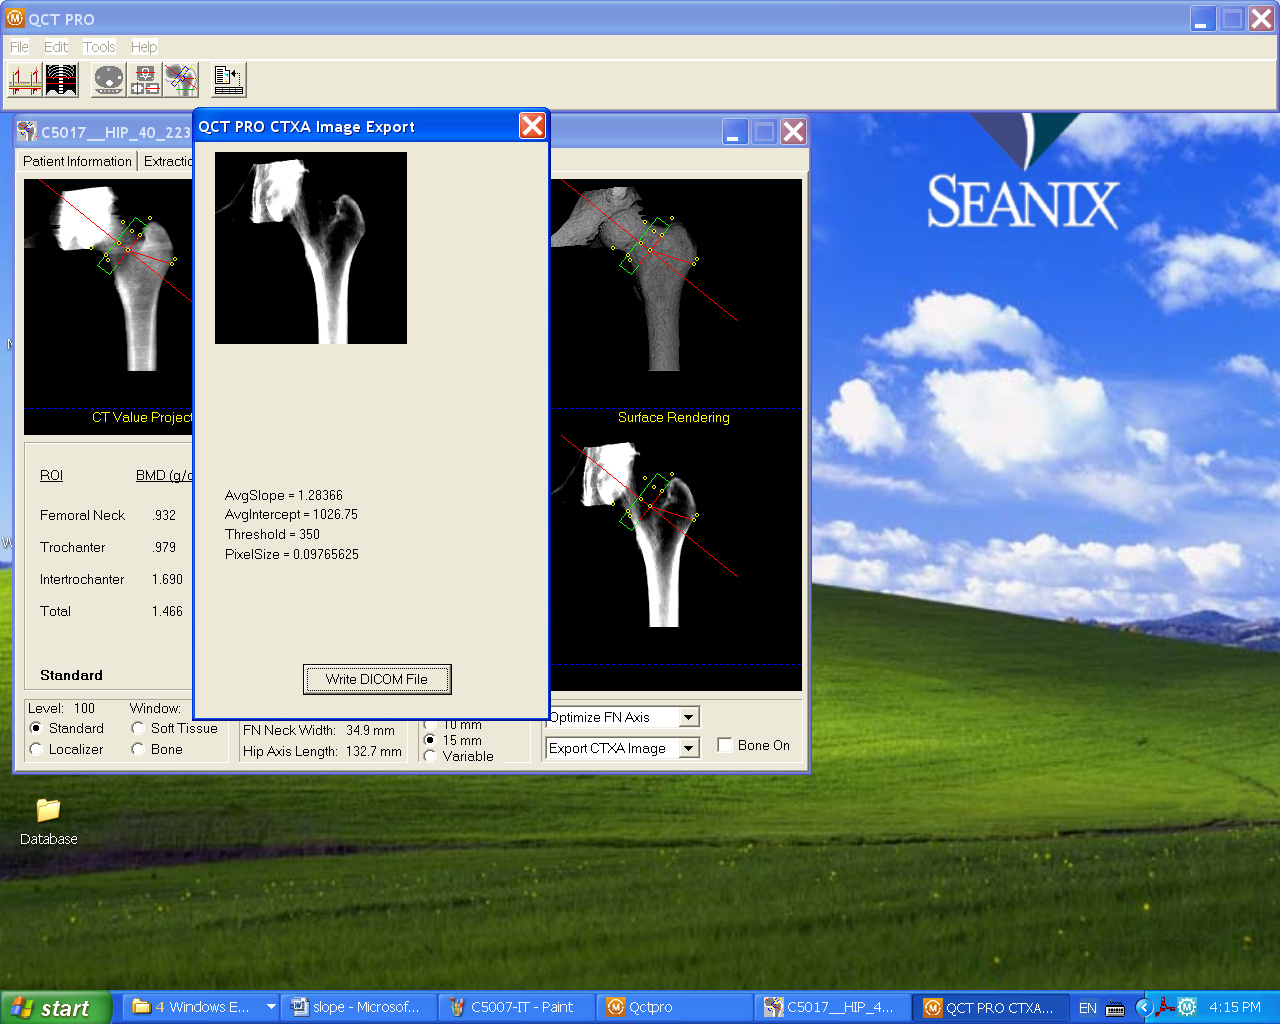 QCT PRO
File Edit Tools Help
C5017__HIP_40_223
QCT PRO CTXA Image Export
Patient Information
SEANIX
CT Value
Surface Rendering
ROI
BMD
AvgSlope = 1.28366
AvgIntercept = 1026.75
Threshold = 350
PixelSize = 0.09765625
Femoral Neck .932
Trochanter .979
Intertrochanter 1.690
Total 1.466
Standard
Write DICOM File
Level: 100 Window:
Standard Soft Tissue
Localizer Bone
FN Neck Width: 34.9 mm
Hip Axis Length: 132.7 mm
10 mm
15 mm
Variable
Optimize FN Axis
Export CTXA Image
Bone On
Database
start
4 Windows E...
slope - Microsof...
C5007-IT - Paint
Qctpro
C5017__HIP_4...
QCT PRO CTXA...
EN
4:15 PM